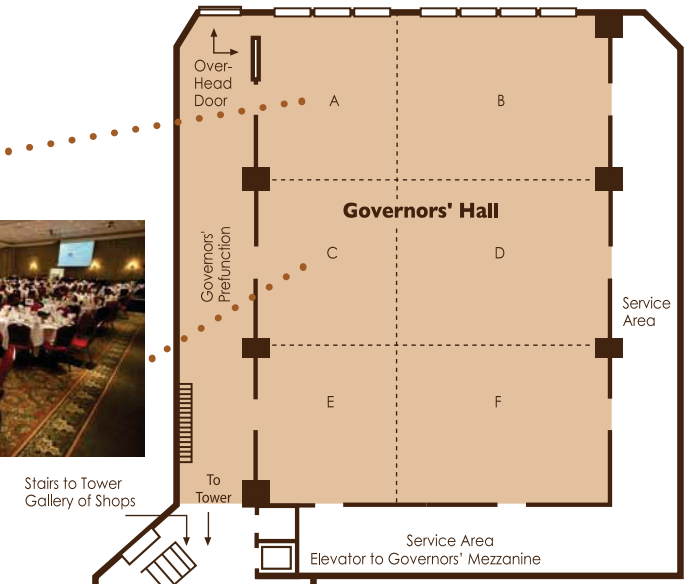 Over-
Head
Door
A
B
Governors' Hall
Governors'
Prefunction
C
D
Service
Area
E
F
Stairs to Tower
Gallery of Shops
To
Tower
Service Area
Elevator to Governors' Mezzanine